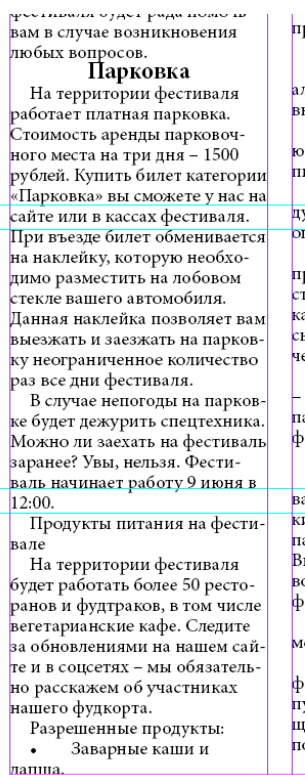 фестиваля будет рада помочь
вам в случае возникновения
любых вопросов.
Парковка
На территории фестиваля
работает платная парковка.
Стоимость аренды парковоч-
ного места на три дня – 1500
рублей. Купить билет категории
«Парковка» вы сможете у нас на
сайте или в кассах фестиваля.
При въезде билет обменивается
на наклейку, которую необхо-
димо разместить на лобовом
стекле вашего автомобиля.
Данная наклейка позволяет вам
выезжать и заезжать на парков-
ку неограниченное количество
раз все дни фестиваля.
В случае непогоды на парков-
ке будет дежурить спецтехника.
Можно ли заехать на фестиваль
заранее? Увы, нельзя. Фести-
валь начинает работу 9 июня в
12:00.
Продукты питания на фести-
вале
На территории фестиваля
будет работать более 50 ресто-
ранов и фудтраков, в том числе
вегетарианские кафе. Следите
за обновлениями на нашем сай-
те и в соцсетях – мы обязатель-
но расскажем об участниках
нашего фудкорта.
Разрешенные продукты:
• Заварные каши и
лапша.